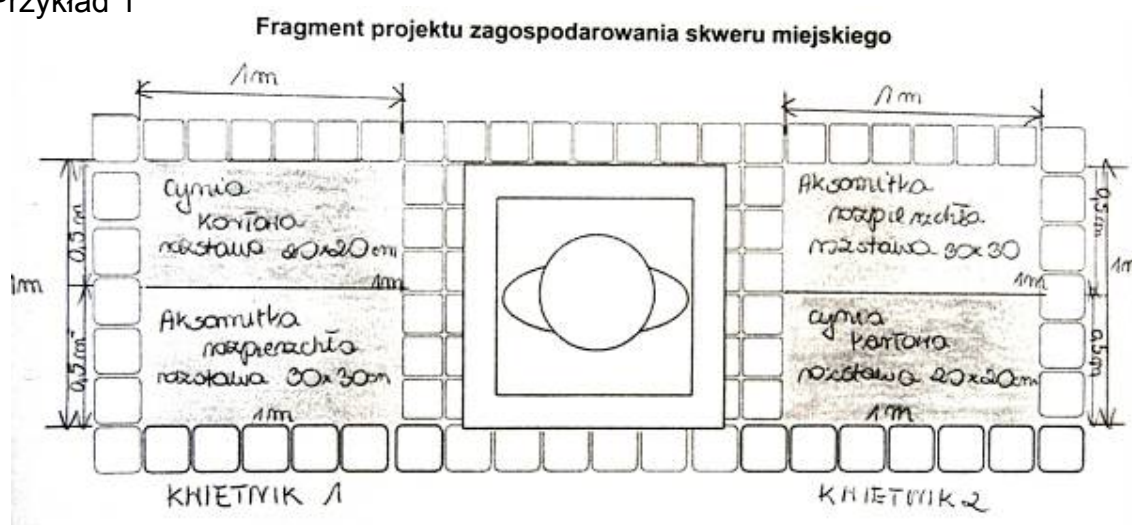 Przykład 1
Fragment projektu zagospodarowania skweru miejskiego
1m
1m
Cynia
Karłowa
rozstawa 20x20cm
0,5m
1m
Aksamitka
rozpierzchła
rozstawa 30x30cm
0,5m
1m
1m
Aksamitka
rozpierzchła
rozstawa 30x30
0,5m
1m
cynia
Karłowa
rozstawa 20x20cm
0,5m
1m
1m
KWIETNIK 1
KWIETNIK 2